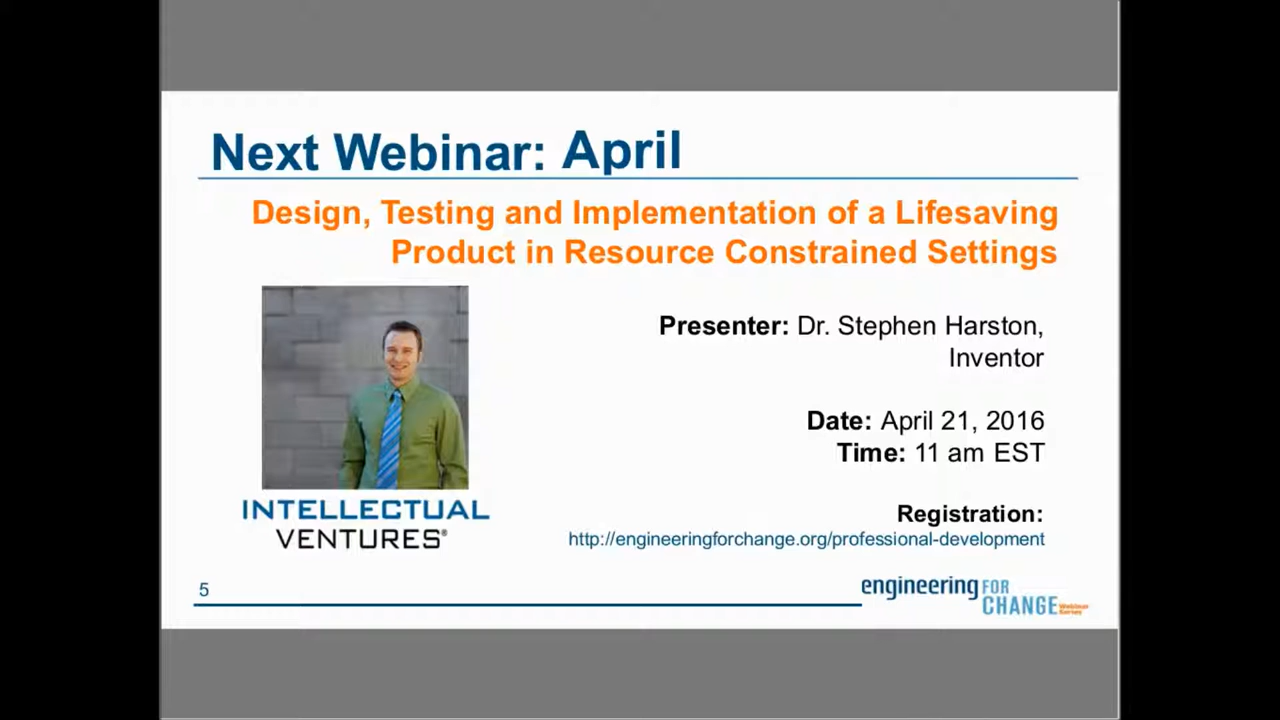 Next Webinar: April
Design, Testing and Implementation of a Lifesaving
Product in Resource Constrained Settings
Presenter: Dr. Stephen Harston,
Inventor
Date: April 21, 2016
Time: 11 am EST
Registration:
http://engineeringforchange.org/professional-development
INTELLECTUAL
VENTURES®
5
engineering FOR
CHANGE Webinar
Series